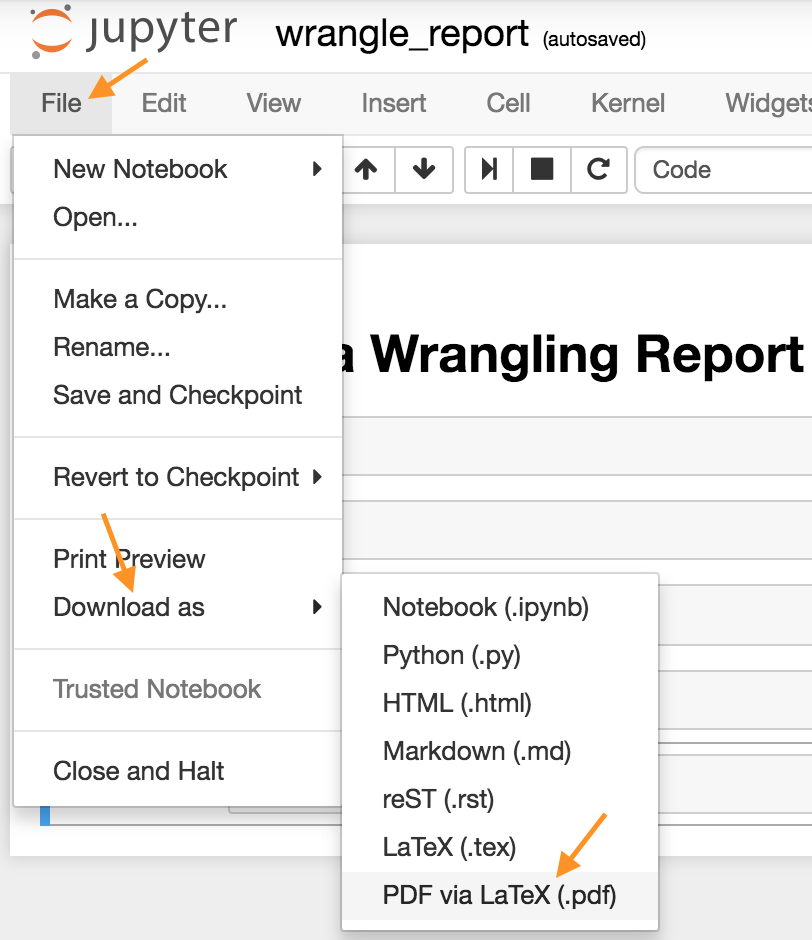 jupyter wrangle_report (autosaved)
File Edit View Insert Cell Kernel Widgets
Code
New Notebook
Open...
Make a Copy...
Rename...
Save and Checkpoint
Revert to Checkpoint
Print Preview
Download as
Trusted Notebook
Close and Halt
a Wrangling Report
Notebook (.ipynb)
Python (.py)
HTML (.html)
Markdown (.md)
reST (.rst)
LaTeX (.tex)
PDF via LaTeX (.pdf)